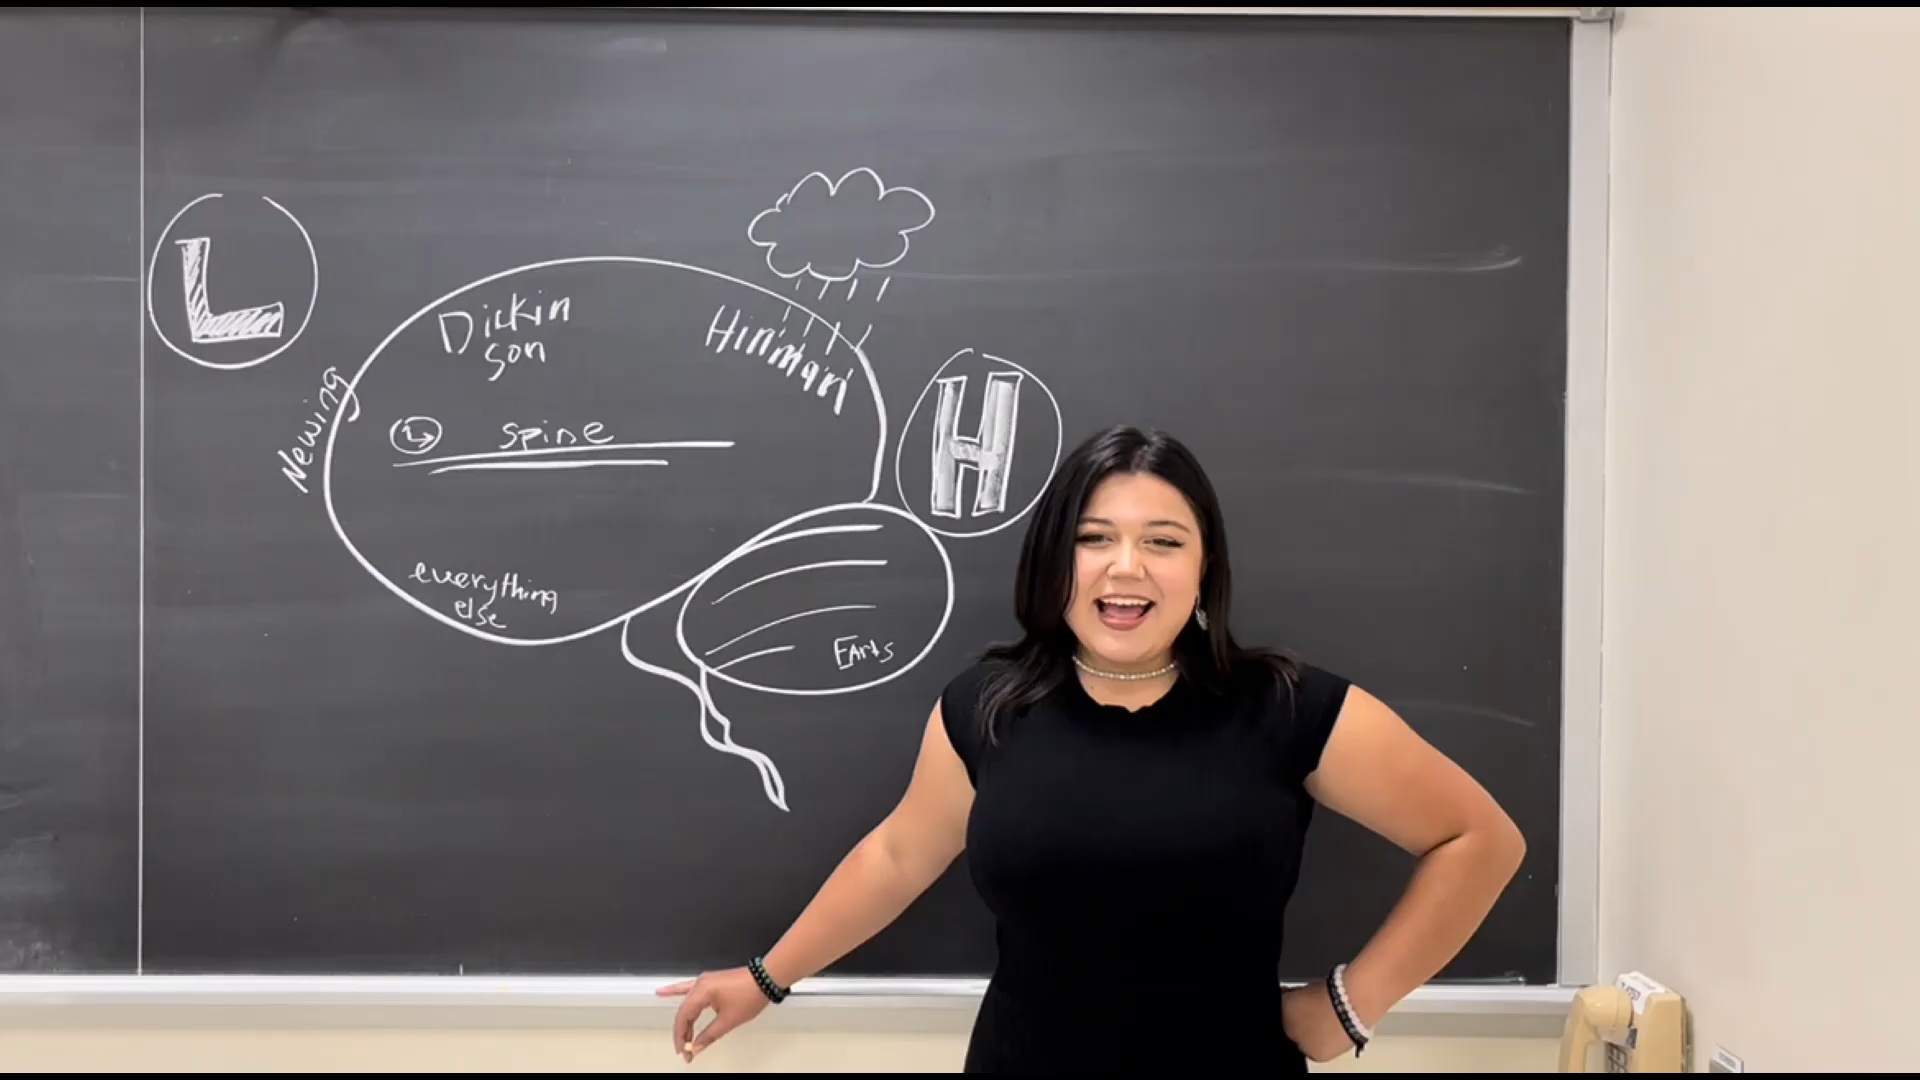 L
Dickin
son
Hinman
H
Newing
spine
everything
else
EArts